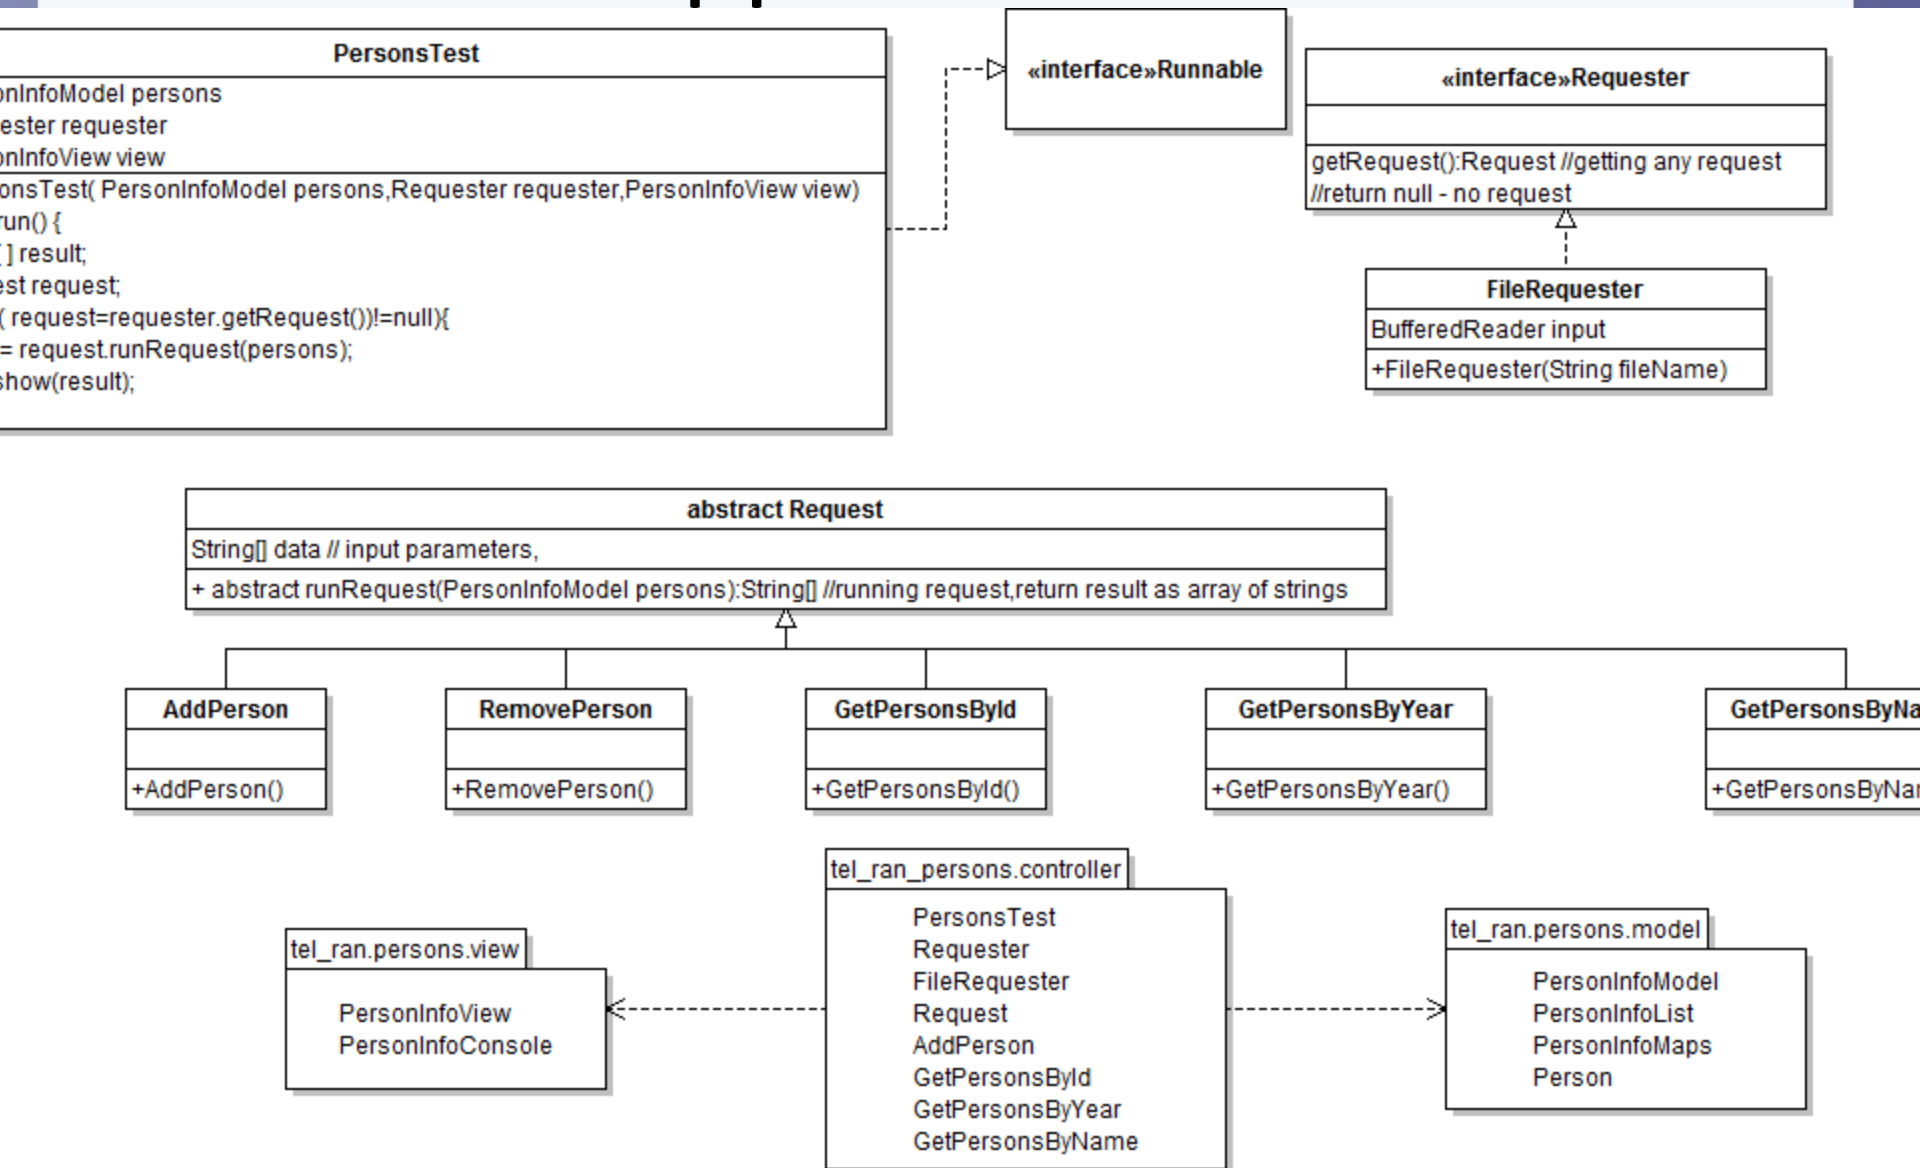 PersonsTest
onInfoModel persons
ester requester
onInfoView view
onsTest( PersonInfoModel persons,Requester requester,PersonInfoView view)
run() {
[ ] result;
est request;
( request=requester.getRequest())!=null){
= request.runRequest(persons);
show(result);
«interface»Runnable
«interface»Requester
getRequest():Request //getting any request
//return null - no request
FileRequester
BufferedReader input
+FileRequester(String fileName)
abstract Request
String[] data // input parameters,
+ abstract runRequest(PersonInfoModel persons):String[] //running request,return result as array of strings
AddPerson
+AddPerson()
RemovePerson
+RemovePerson()
GetPersonsById
+GetPersonsById()
GetPersonsByYear
+GetPersonsByYear()
GetPersonsByNa
+GetPersonsByNar
tel_ran.persons.view
PersonInfoView
PersonInfoConsole
tel_ran_persons.controller
PersonsTest
Requester
FileRequester
Request
AddPerson
GetPersonsById
GetPersonsByYear
GetPersonsByName
tel_ran.persons.model
PersonInfoModel
PersonInfoList
PersonInfoMaps
Person